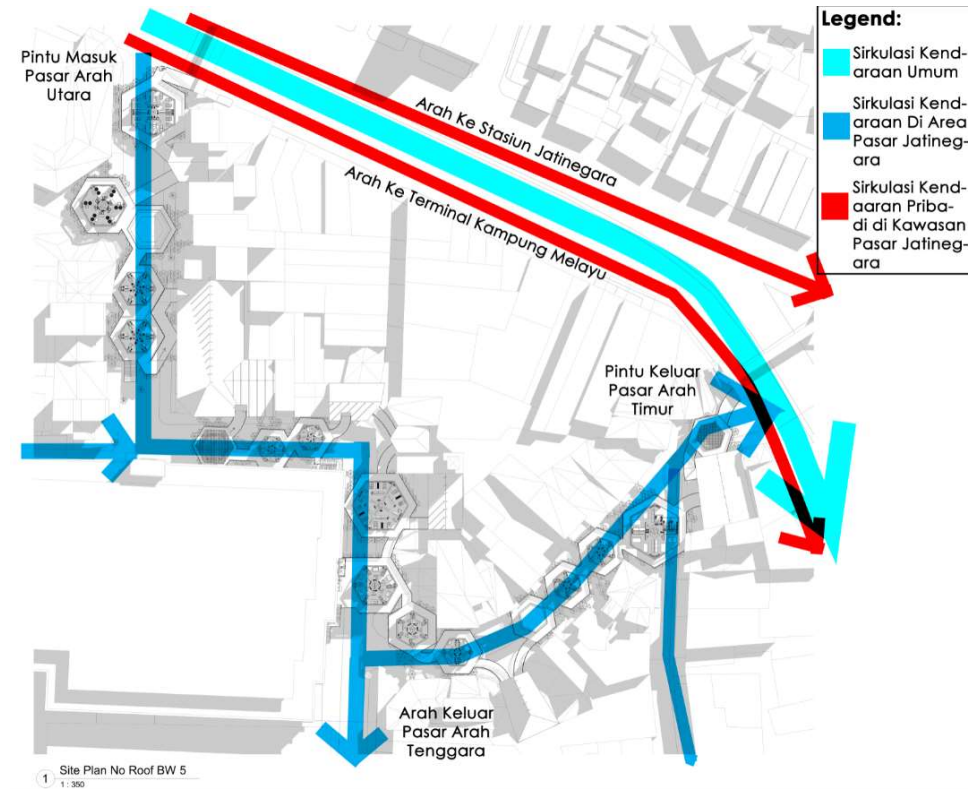 Legend:
Sirkulasi Kend-
araan Umum
Sirkulasi Kend-
araan Di Area
Pasar Jatineg-
ara
Sirkulasi Kend-
aaran Priba-
di di Kawasan
Pasar Jatineg-
ara
Pintu Masuk
Pasar Arah
Utara
Arah Ke Stasiun Jatinegara
Arah Ke Terminal Kampung Melayu
Pintu Keluar
Pasar Arah
Timur
Arah Keluar
Pasar Arah
Tenggara
1 Site Plan No Roof BW 5
1 : 350